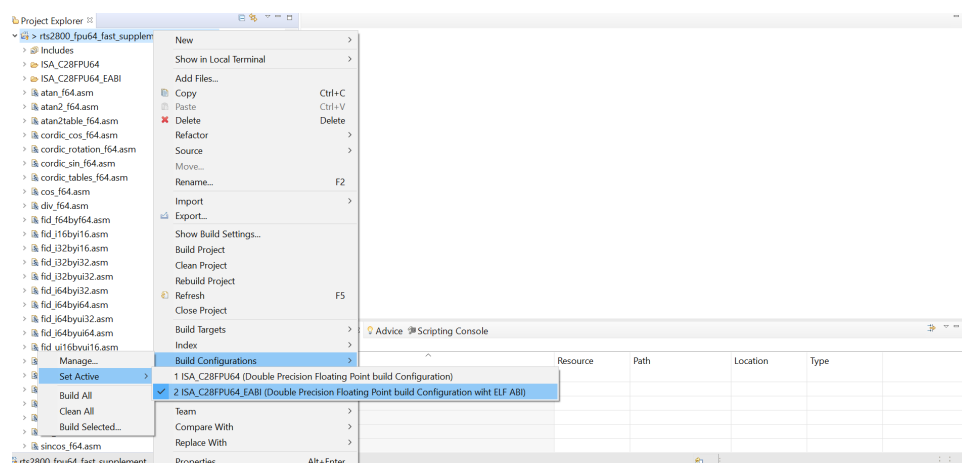 Project Explorer
> rts2800_fpu64_fast_supplem
Includes
ISA_C28FPU64
ISA_C28FPU64_EABI
atan_f64.asm
atan2_f64.asm
atan2table_f64.asm
cordic_cos_f64.asm
cordic_rotation_f64.asm
cordic_sin_f64.asm
cordic_tables_f64.asm
cos_f64.asm
div_f64.asm
fid_f64byf64.asm
fid_i16byi16.asm
fid_i32byi16.asm
fid_i32byi32.asm
fid_i32byui32.asm
fid_i64byi64.asm
fid_i64byui32.asm
fid_i64byui64.asm
fid_ui16byui16.asm
sincos_f64.asm
rts2800_fpu64_fast_supplement
New
Show in Local Terminal
Add Files...
Copy Ctrl+C
Paste Ctrl+V
Delete Delete
Refactor
Source
Move...
Rename... F2
Import
Export...
Show Build Settings...
Build Project
Clean Project
Rebuild Project
Refresh F5
Close Project
Build Targets
Index
Build Configurations
Team
Compare With
Replace With
Properties Alt+Enter
Manage...
Set Active
Build All
Clean All
Build Selected...
1 ISA_C28FPU64 (Double Precision Floating Point build Configuration)
2 ISA_C28FPU64_EABI (Double Precision Floating Point build Configuration wiht ELF ABI)
Advice Scripting Console
Resource Path Location Type